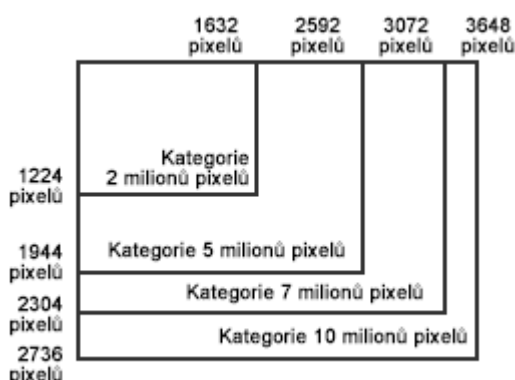 1632 2592 3072 3648
pixelů pixelů pixelů pixelů
Kategorie
2 milionů pixelů
1224
pixelů
1944
pixelů
Kategorie 5 milionů pixelů
Kategorie 7 milionů pixelů
2304
pixelů
Kategorie 10 milionů pixelů
2736
pixelů